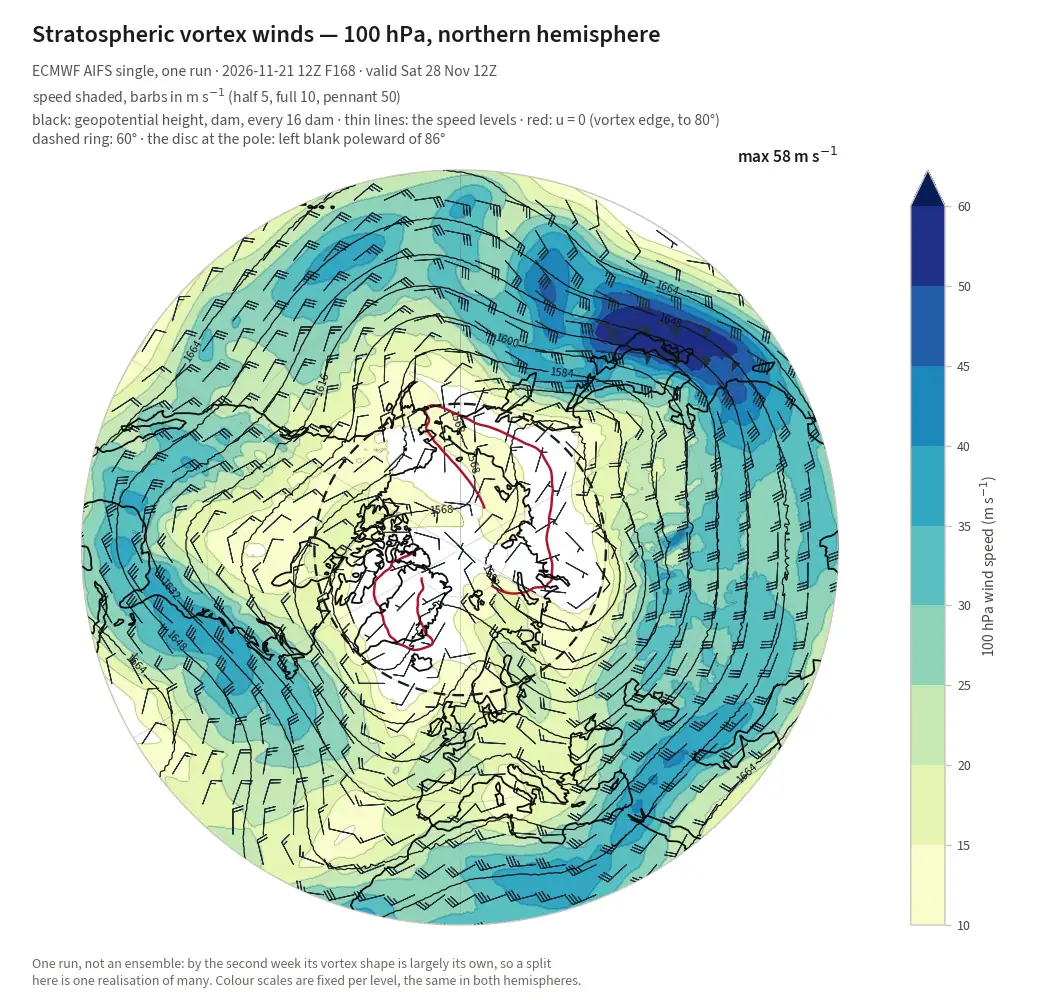 Stratospheric vortex winds — 100 hPa, northern hemisphere
ECMWF AIFS single, one run · 2026-11-21 12Z F168 · valid Sat 28 Nov 12Z
speed shaded, barbs in m s⁻¹ (half 5, full 10, pennant 50)
black: geopotential height, dam, every 16 dam · thin lines: the speed levels · red: u = 0 (vortex edge, to 80°)
dashed ring: 60° · the disc at the pole: left blank poleward of 86°
max 58 m s⁻¹
60
50
45
40
35
30
25
20
15
10
100 hPa wind speed (m s⁻¹)
1664
1648
1600
1584
1664
1616
1568
1568
1632
1648
1664
1664
One run, not an ensemble: by the second week its vortex shape is largely its own, so a split
here is one realisation of many. Colour scales are fixed per level, the same in both hemispheres.